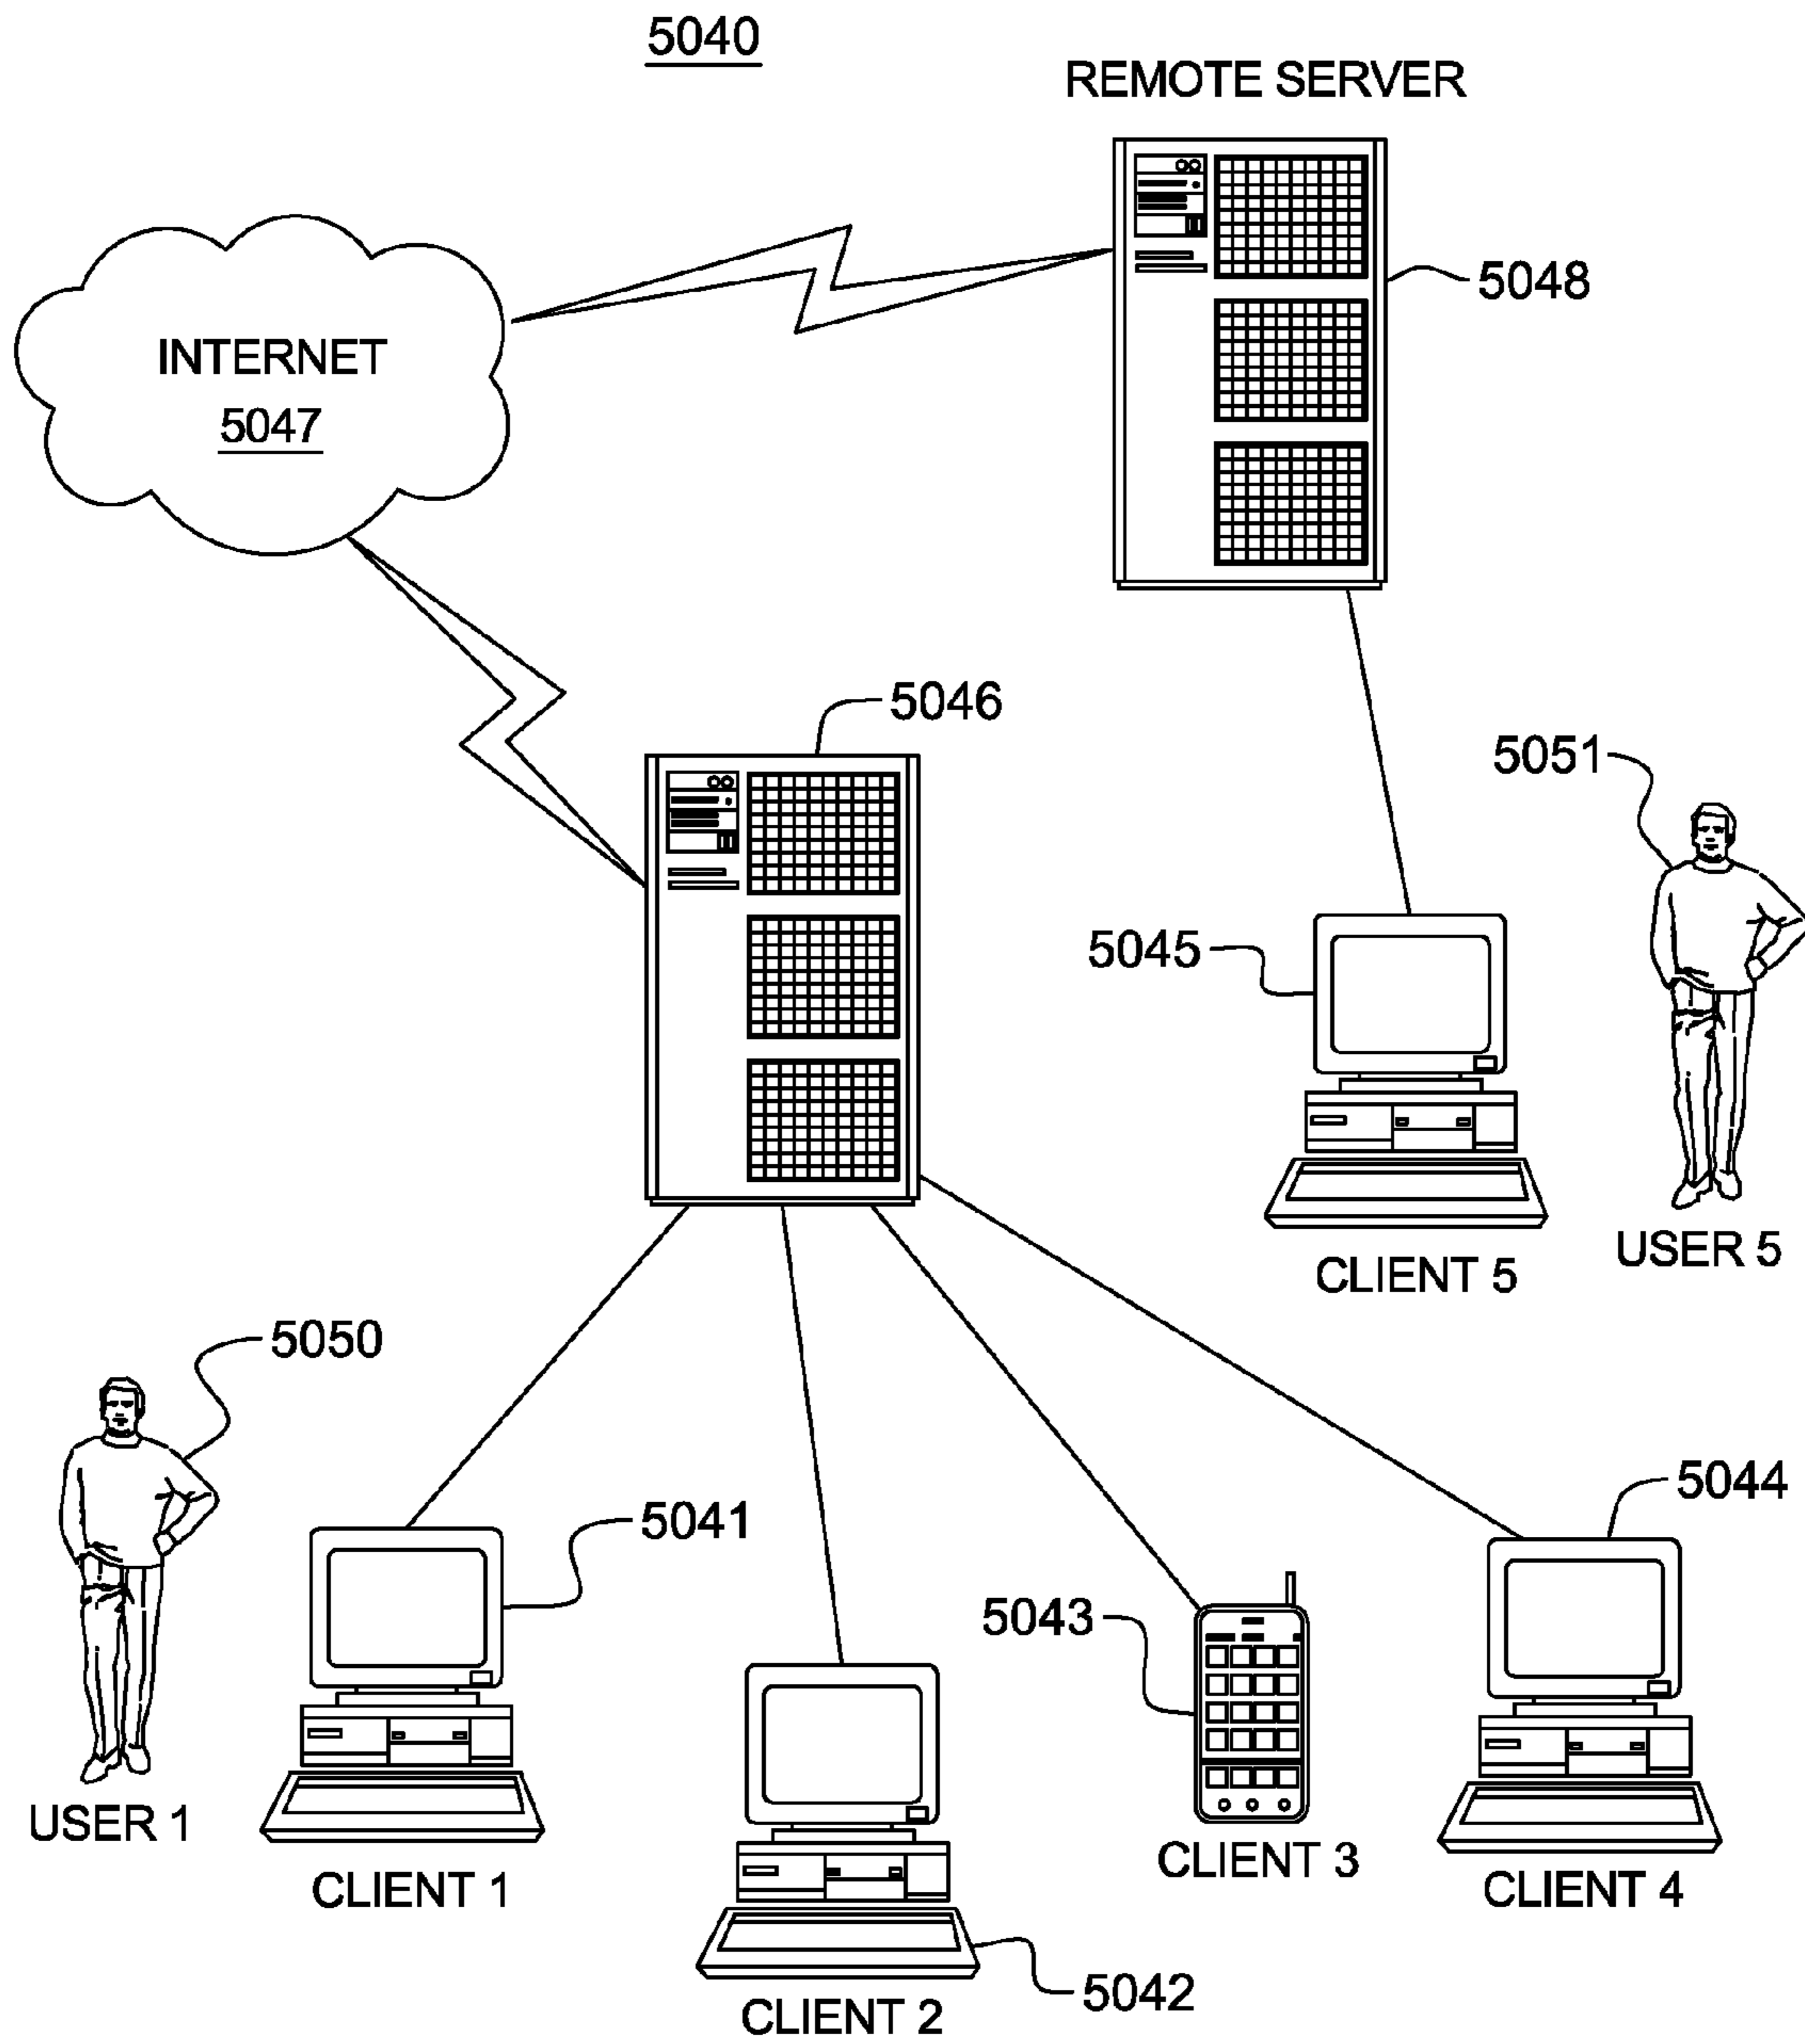 5040
REMOTE SERVER
5048
INTERNET
5047
5046
5051
5045
CLIENT 5
USER 5
5050
5041
5044
5043
USER 1
CLIENT 1
CLIENT 3
CLIENT 4
5042
CLIENT 2